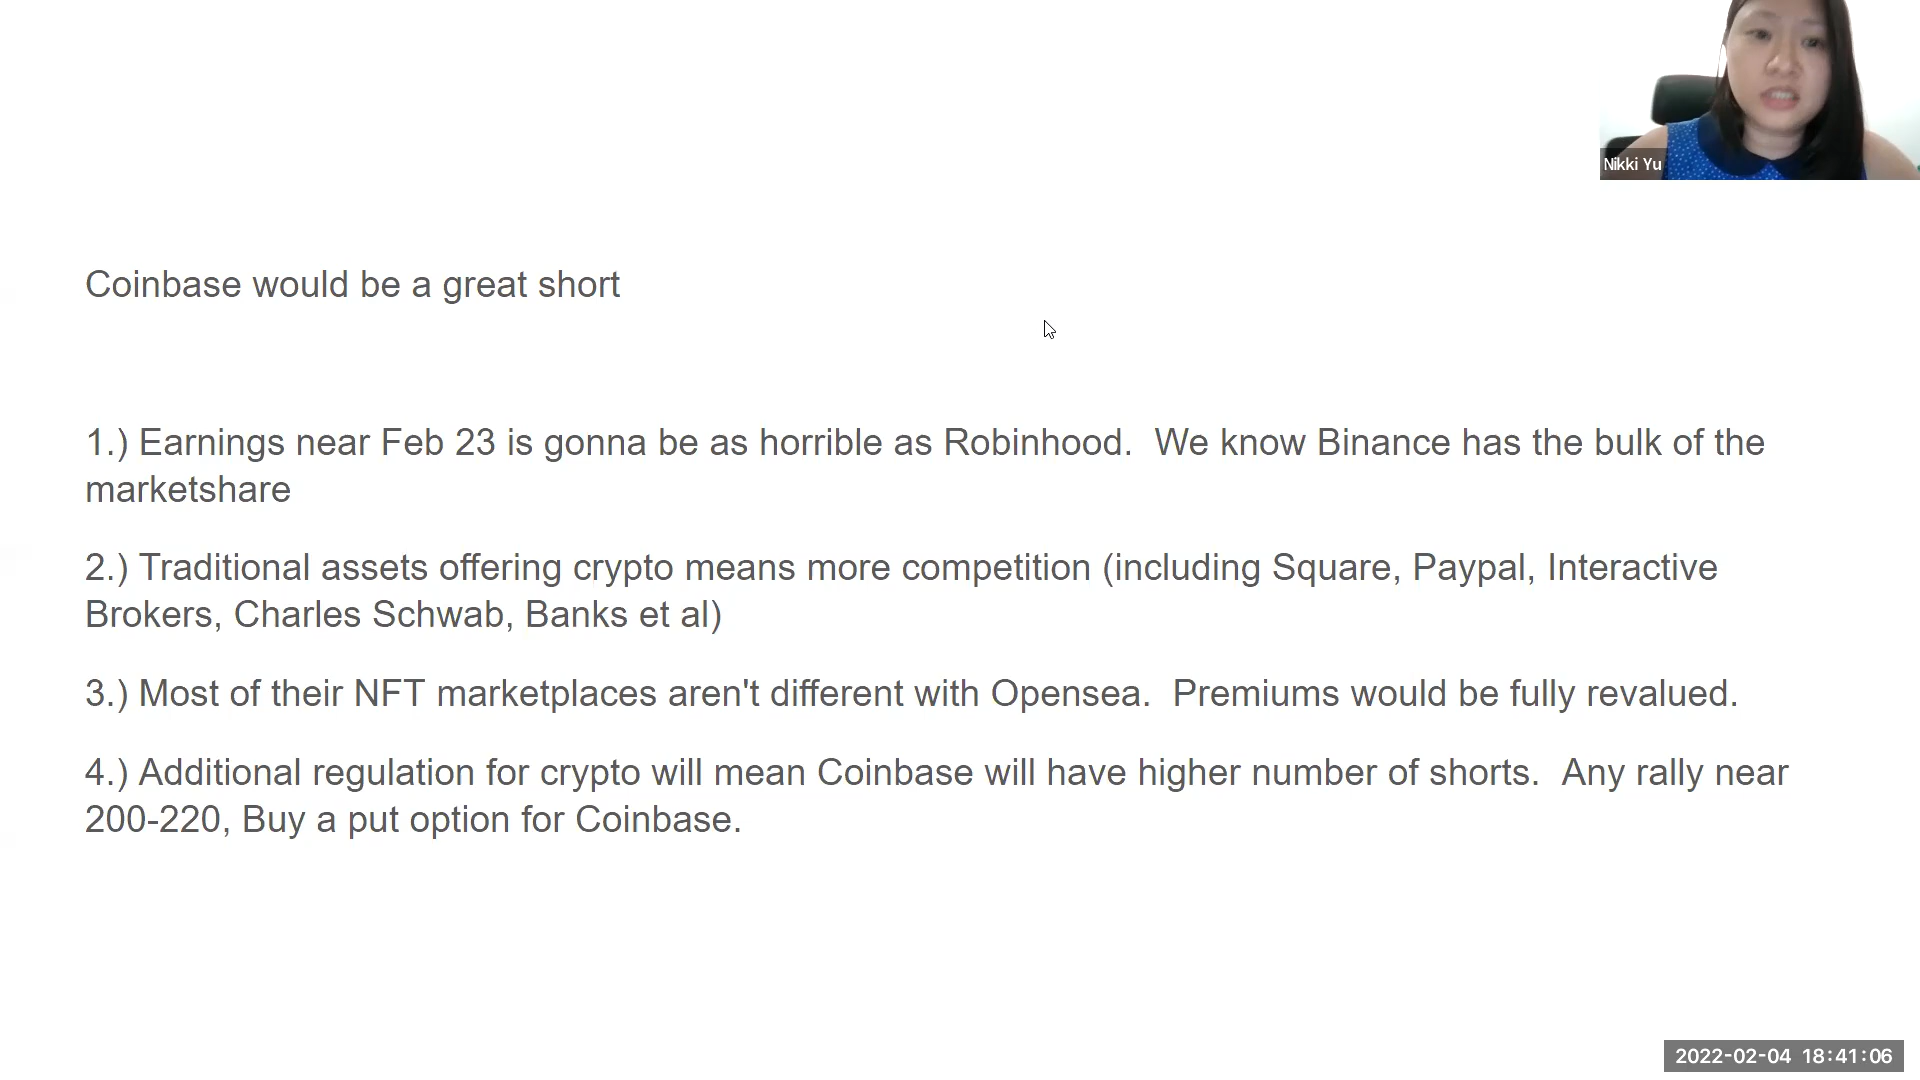 Nikki Yu
Coinbase would be a great short
1.) Earnings near Feb 23 is gonna be as horrible as Robinhood.  We know Binance has the bulk of the
marketshare
2.) Traditional assets offering crypto means more competition (including Square, Paypal, Interactive
Brokers, Charles Schwab, Banks et al)
3.) Most of their NFT marketplaces aren't different with Opensea.  Premiums would be fully revalued.
4.) Additional regulation for crypto will mean Coinbase will have higher number of shorts.  Any rally near
200-220, Buy a put option for Coinbase.
2022-02-04 18:41:06